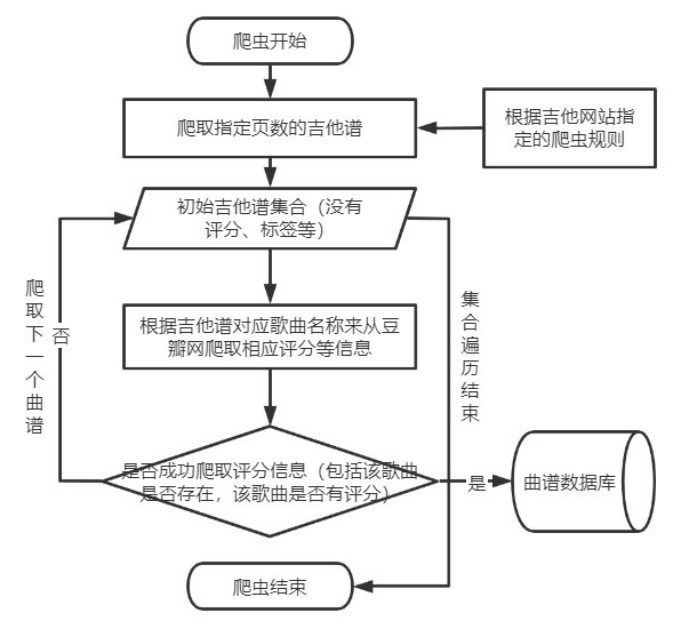 爬虫开始
爬取指定页数的吉他谱
根据吉他网站指
定的爬虫规则
初始吉他谱集合（没有
评分、标签等）
爬取下一个曲谱
否
集合遍历结束
根据吉他谱对应歌曲名称来从豆
瓣网爬取相应评分等信息
是否成功爬取评分信息（包括该歌曲
是否存在，该歌曲是否有评分）
是
曲谱数据库
爬虫结束